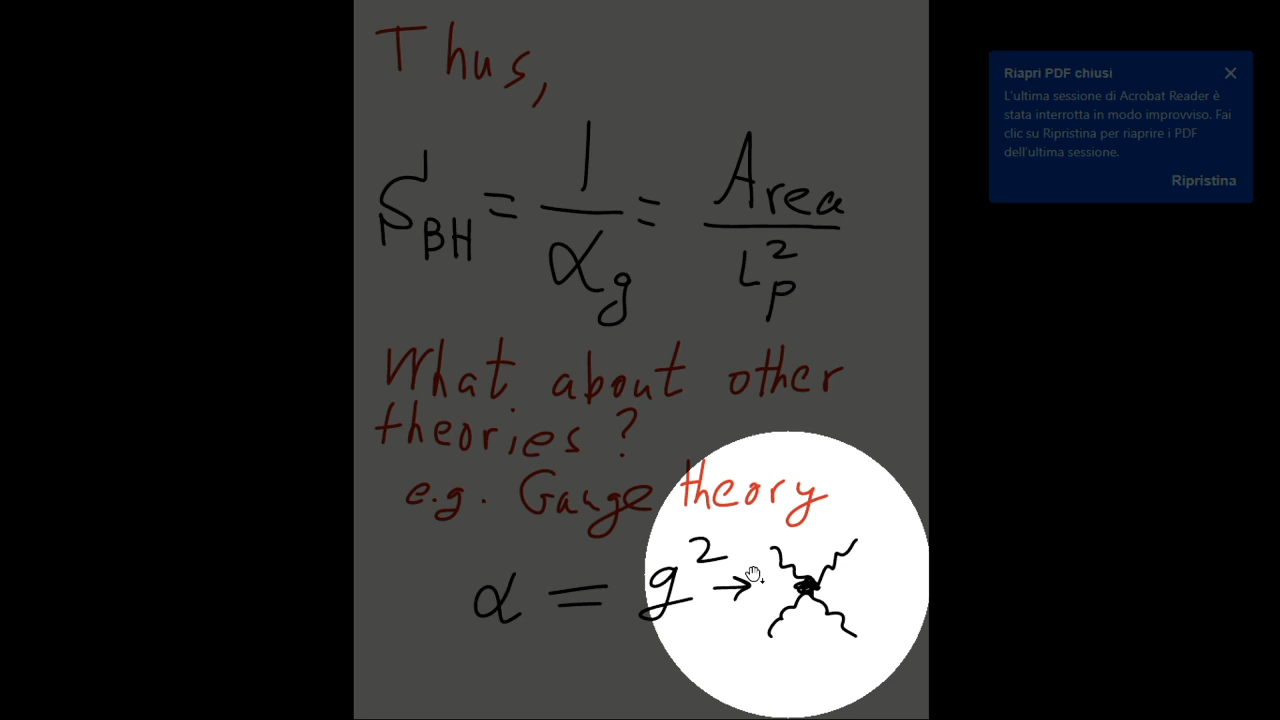 Thus,
S_BH = 1/α_g = Area/L_p^2
What about other
theories?
e.g. Gauge theory
α = g^2 →
Riapri PDF chiusi
L'ultima sessione di Acrobat Reader è
stata interrotta in modo improvviso. Fai
clic su Ripristina per riaprire i PDF
dell'ultima sessione.
Ripristina